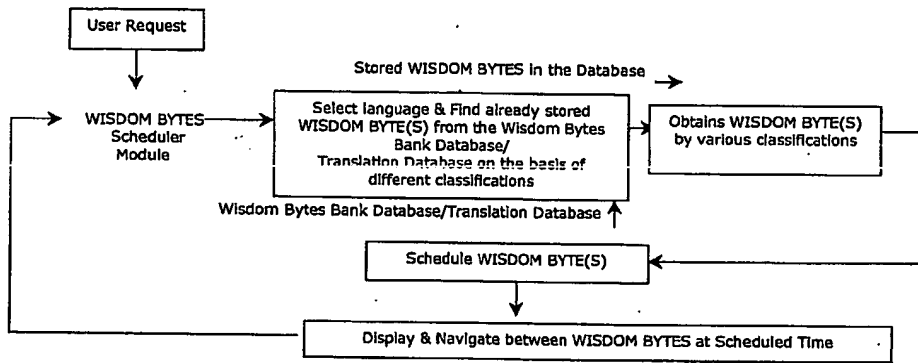 User Request
Stored WISDOM BYTES in the Database
WISDOM BYTES
Scheduler
Module
Select language & Find already stored
WISDOM BYTE(S) from the Wisdom Bytes
Bank Database/
Translation Database on the basis of
different classifications
Obtains WISDOM BYTE(S)
by various classifications
Wisdom Bytes Bank Database/Translation Database
Schedule WISDOM BYTE(S)
Display & Navigate between WISDOM BYTES at Scheduled Time